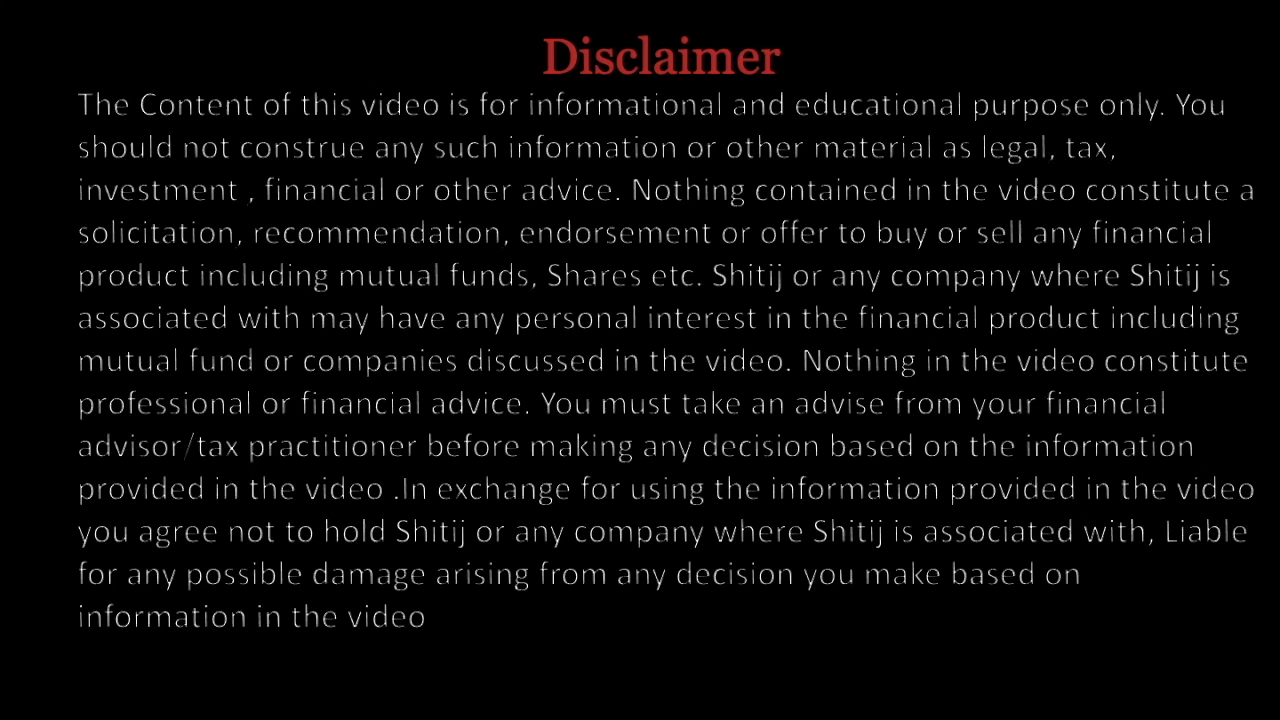 Disclaimer
The Content of this video is for informational and educational purpose only. You
should not construe any such information or other material as legal, tax,
investment , financial or other advice. Nothing contained in the video constitute a
solicitation, recommendation, endorsement or offer to buy or sell any financial
product including mutual funds, Shares etc. Shitij or any company where Shitij is
associated with may have any personal interest in the financial product including
mutual fund or companies discussed in the video. Nothing in the video constitute
professional or financial advice. You must take an advise from your financial
advisor/tax practitioner before making any decision based on the information
provided in the video .In exchange for using the information provided in the video
you agree not to hold Shitij or any company where Shitij is associated with, Liable
for any possible damage arising from any decision you make based on
information in the video